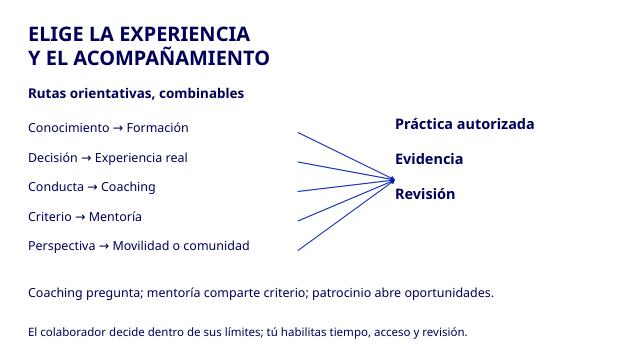 ELIGE LA EXPERIENCIA
Y EL ACOMPAÑAMIENTO
Rutas orientativas, combinables
Conocimiento → Formación
Decisión → Experiencia real
Conducta → Coaching
Criterio → Mentoría
Perspectiva → Movilidad o comunidad
Práctica autorizada
Evidencia
Revisión
Coaching pregunta; mentoría comparte criterio; patrocinio abre oportunidades.
El colaborador decide dentro de sus límites; tú habilitas tiempo, acceso y revisión.